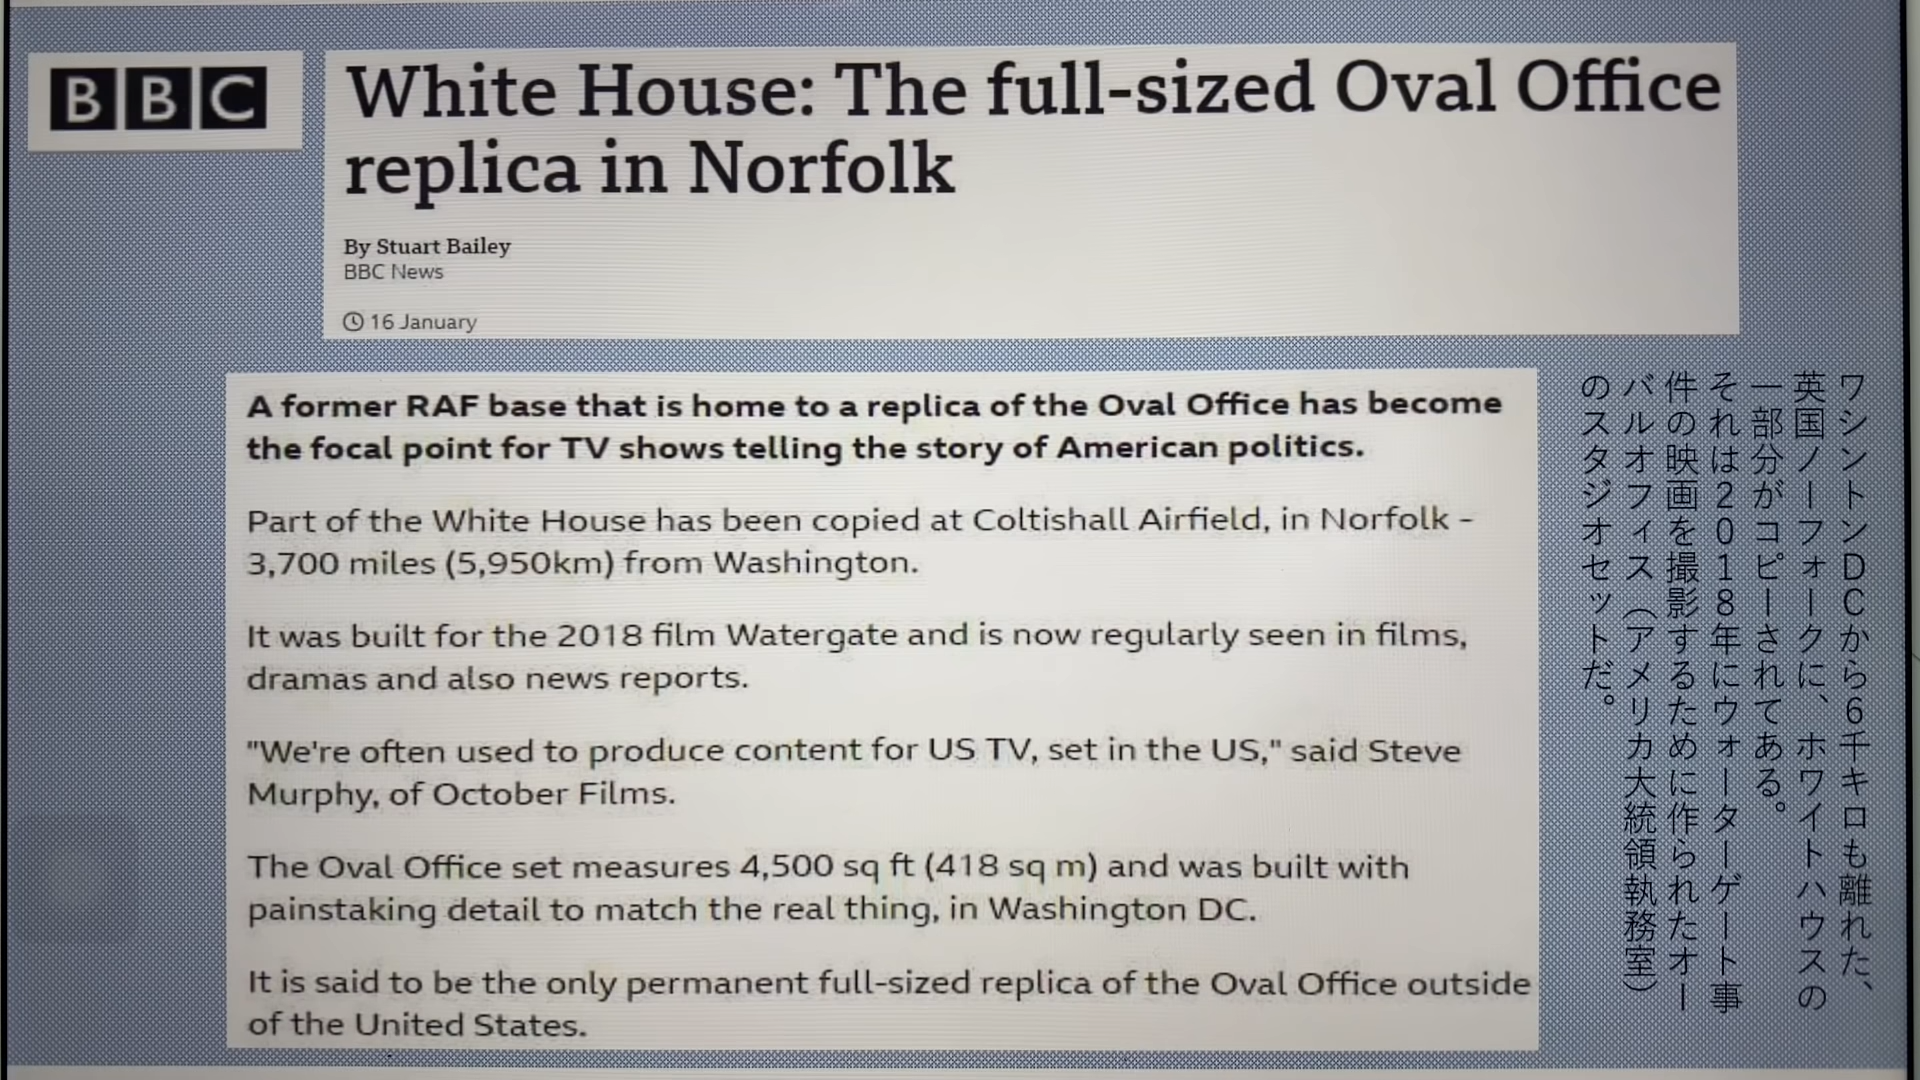 BBC
White House: The full-sized Oval Office
replica in Norfolk
By Stuart Bailey
BBC News
16 January
A former RAF base that is home to a replica of the Oval Office has become
the focal point for TV shows telling the story of American politics.
Part of the White House has been copied at Coltishall Airfield, in Norfolk –
3,700 miles (5,950km) from Washington.
It was built for the 2018 film Watergate and is now regularly seen in films,
dramas and also news reports.
"We're often used to produce content for US TV, set in the US," said Steve
Murphy, of October Films.
The Oval Office set measures 4,500 sq ft (418 sq m) and was built with
painstaking detail to match the real thing, in Washington DC.
It is said to be the only permanent full-sized replica of the Oval Office outside
of the United States.
ワシントンDCから6千キロも離れた、
英国ノーフォークに、ホワイトハウスの
一部分がコピーされてある。
それは2018年にウォーターゲート事
件の映画を撮影するために作られたオー
バルオフィス（アメリカ大統領執務室）
のスタジオセットだ。